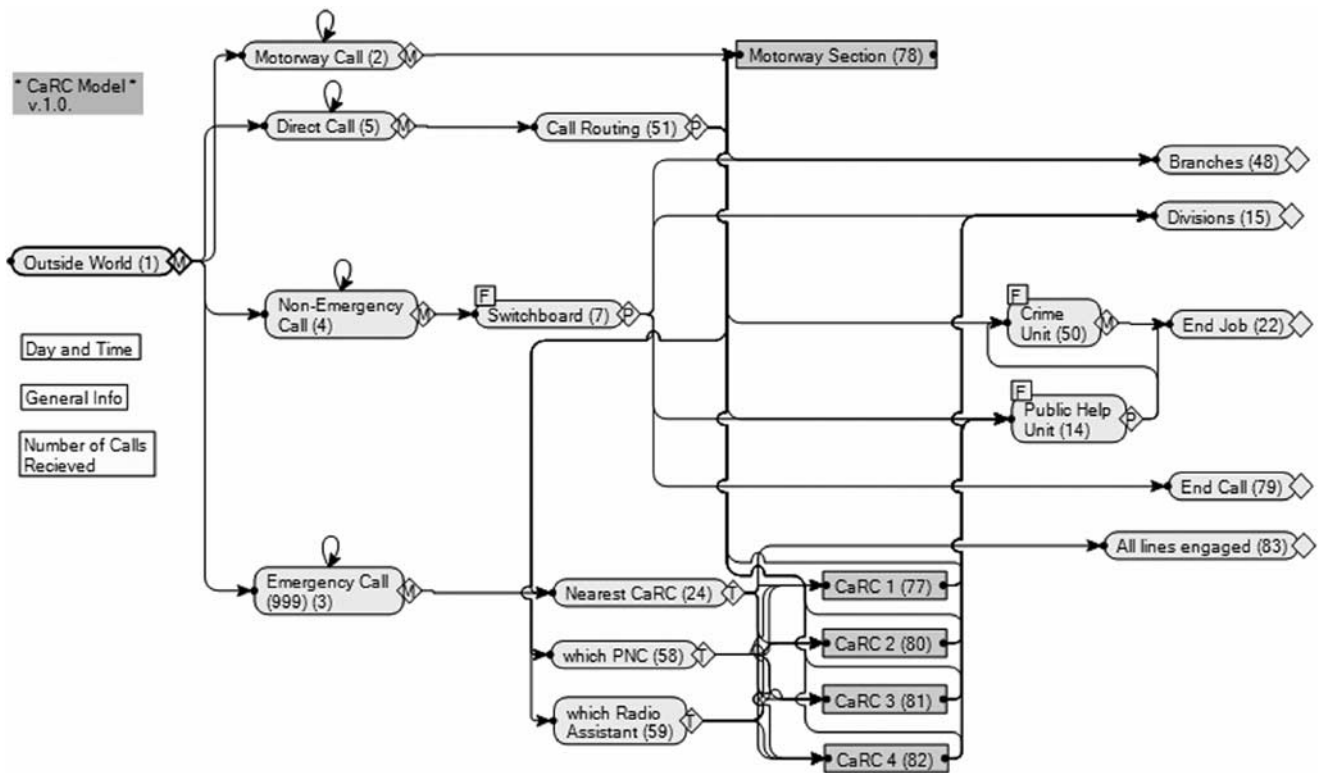 Motorway Call (2)
M
Motorway Section (78)
* CaRC Model *
v.1.0.
Direct Call (5)
M
Call Routing (51)
P
Branches (48)
Divisions (15)
Outside World (1)
M
Non-Emergency
Call (4)
M
F
Switchboard (7)
P
F
Crime
Unit (50)
M
End Job (22)
Day and Time
General Info
Number of Calls
Recieved
F
Public Help
Unit (14)
P
End Call (79)
All lines engaged (83)
Emergency Call
(999) (3)
M
Nearest CaRC (24)
T
CaRC 1 (77)
which PNC (58)
T
CaRC 2 (80)
which Radio
Assistant (59)
T
CaRC 3 (81)
CaRC 4 (82)